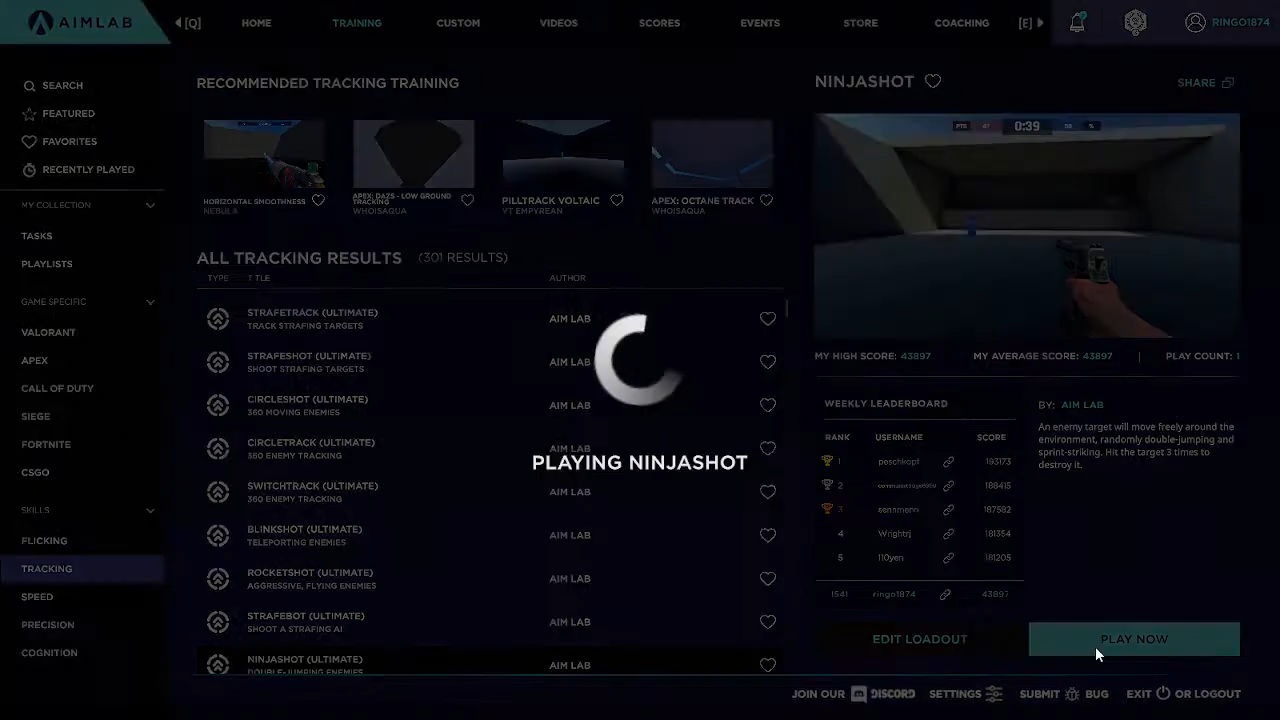 AIMLAB
[Q]
HOME
TRAINING
CUSTOM
VIDEOS
SCORES
EVENTS
STORE
COACHING
[E]
RINGO1874
SEARCH
FEATURED
FAVORITES
RECENTLY PLAYED
MY COLLECTION
TASKS
PLAYLISTS
GAME SPECIFIC
VALORANT
APEX
CALL OF DUTY
SIEGE
FORTNITE
CSGO
SKILLS
FLICKING
TRACKING
SPEED
PRECISION
COGNITION
RECOMMENDED TRACKING TRAINING
HORIZONTAL SMOOTHNESS
NEBULA
APEX: DAZS - LOW GROUND
TRACKING
WHOISAQUA
PILLTRACK VOLTAIC
YT EMPYREAN
APEX: OCTANE TRACK
WHOISAQUA
ALL TRACKING RESULTS (301 RESULTS)
TYPE TITLE AUTHOR
STRAFETRACK (ULTIMATE)
TRACK STRAFING TARGETS
AIM LAB
STRAFESHOT (ULTIMATE)
SHOOT STRAFING TARGETS
AIM LAB
CIRCLESHOT (ULTIMATE)
360 MOVING ENEMIES
AIM LAB
CIRCLETRACK (ULTIMATE)
360 ENEMY TRACKING
AIM LAB
SWITCHTRACK (ULTIMATE)
360 ENEMY TRACKING
AIM LAB
BLINKSHOT (ULTIMATE)
TELEPORTING ENEMIES
AIM LAB
ROCKETSHOT (ULTIMATE)
AGGRESSIVE, FLYING ENEMIES
AIM LAB
STRAFEBOT (ULTIMATE)
SHOOT A STRAFING AI
AIM LAB
NINJASHOT (ULTIMATE)
DOUBLE-JUMPING ENEMIES
AIM LAB
PLAYING NINJASHOT
NINJASHOT
SHARE
PTS 47 0:39 %
MY HIGH SCORE: 43897
MY AVERAGE SCORE: 43897
PLAY COUNT: 1
WEEKLY LEADERBOARD
RANK USERNAME SCORE
1 peschkopf 193173
2 188415
3 sennmenn 187582
4 Wrightrj 181354
5 110yen 181205
1541 ringo1874 43897
BY: AIM LAB
An enemy target will move freely around the
environment, randomly double-jumping and
sprint-striking. Hit the target 3 times to
destroy it.
EDIT LOADOUT
PLAY NOW
JOIN OUR DISCORD
SETTINGS
SUBMIT BUG
EXIT OR LOGOUT